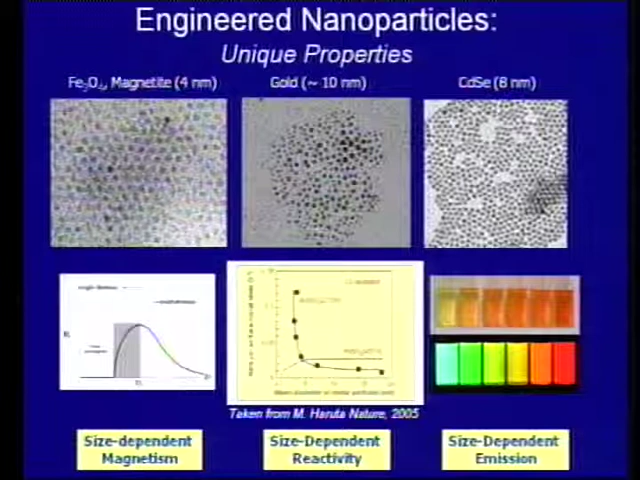 Engineered Nanoparticles:
Unique Properties
Fe3O4, Magnetite (4 nm)
Gold (~ 10 nm)
CdSe (8 nm)
Taken from M. Haruta Nature, 2005
Size-dependent
Magnetism
Size-Dependent
Reactivity
Size-Dependent
Emission